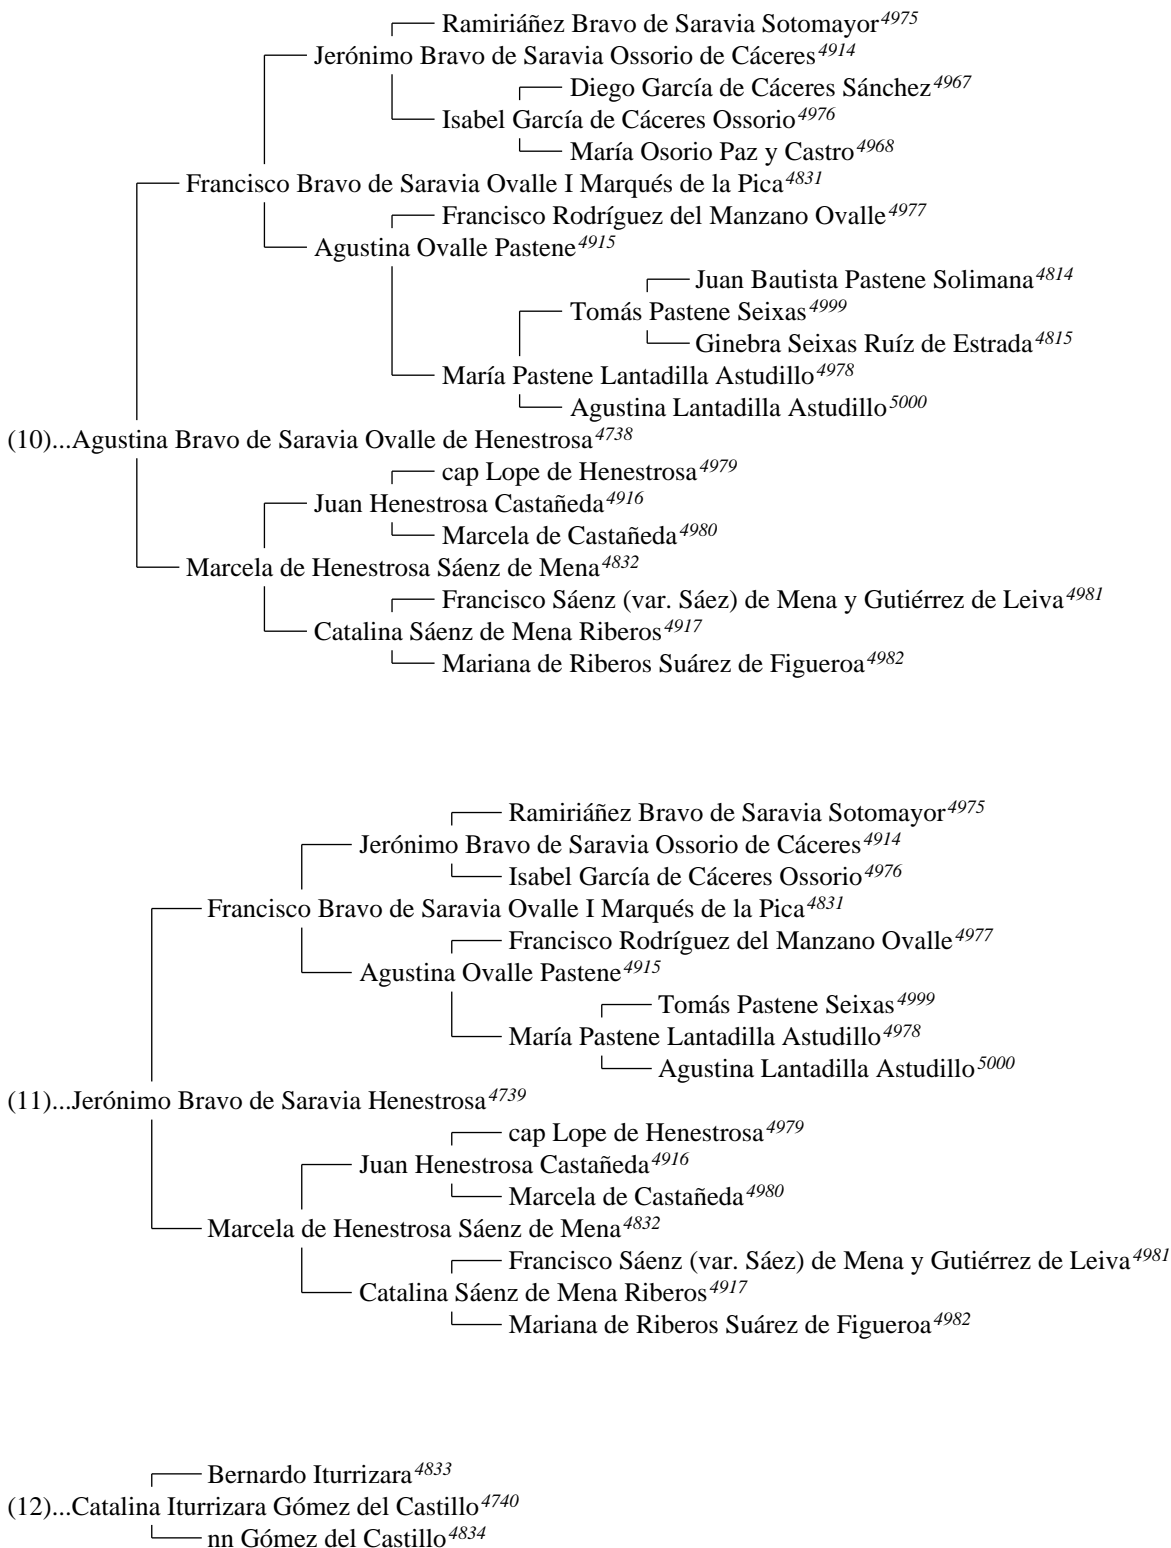 Ramiriáñez Bravo de Saravia Sotomayor4975
Jerónimo Bravo de Saravia Ossorio de Cáceres4914
Diego García de Cáceres Sánchez4967
Isabel García de Cáceres Ossorio4976
María Osorio Paz y Castro4968
Francisco Bravo de Saravia Ovalle I Marqués de la Pica4831
Francisco Rodríguez del Manzano Ovalle4977
Agustina Ovalle Pastene4915
Juan Bautista Pastene Solimana4814
Tomás Pastene Seixas4999
Ginebra Seixas Ruíz de Estrada4815
María Pastene Lantadilla Astudillo4978
Agustina Lantadilla Astudillo5000
(10)...Agustina Bravo de Saravia Ovalle de Henestrosa4738
cap Lope de Henestrosa4979
Juan Henestrosa Castañeda4916
Marcela de Castañeda4980
Marcela de Henestrosa Sáenz de Mena4832
Francisco Sáenz (var. Sáez) de Mena y Gutiérrez de Leiva4981
Catalina Sáenz de Mena Riberos4917
Mariana de Riberos Suárez de Figueroa4982
Ramiriáñez Bravo de Saravia Sotomayor4975
Jerónimo Bravo de Saravia Ossorio de Cáceres4914
Isabel García de Cáceres Ossorio4976
Francisco Bravo de Saravia Ovalle I Marqués de la Pica4831
Francisco Rodríguez del Manzano Ovalle4977
Agustina Ovalle Pastene4915
Tomás Pastene Seixas4999
María Pastene Lantadilla Astudillo4978
Agustina Lantadilla Astudillo5000
(11)...Jerónimo Bravo de Saravia Henestrosa4739
cap Lope de Henestrosa4979
Juan Henestrosa Castañeda4916
Marcela de Castañeda4980
Marcela de Henestrosa Sáenz de Mena4832
Francisco Sáenz (var. Sáez) de Mena y Gutiérrez de Leiva4981
Catalina Sáenz de Mena Riberos4917
Mariana de Riberos Suárez de Figueroa4982
Bernardo Iturrizara4833
(12)...Catalina Iturrizara Gómez del Castillo4740
nn Gómez del Castillo4834